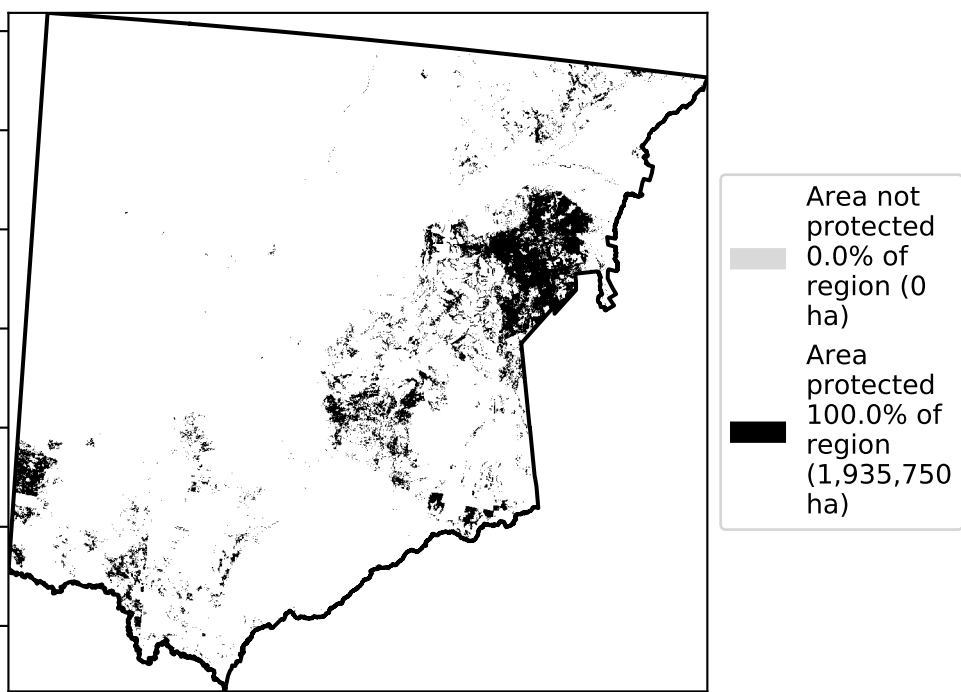 Area not
protected
0.0% of
region (0
ha)
Area
protected
100.0% of
region
(1,935,750
ha)